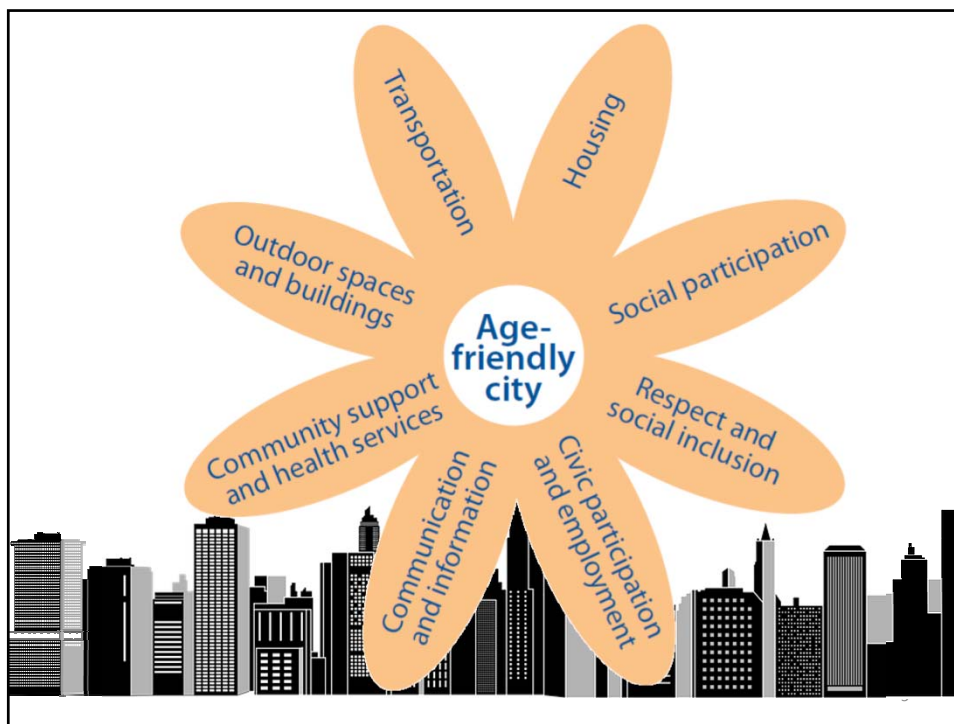 Transportation
Housing
Outdoor spaces
and buildings
Social participation
Age-
friendly
city
Community support
and health services
Respect and
social inclusion
Communication
and information
Civic participation
and employment